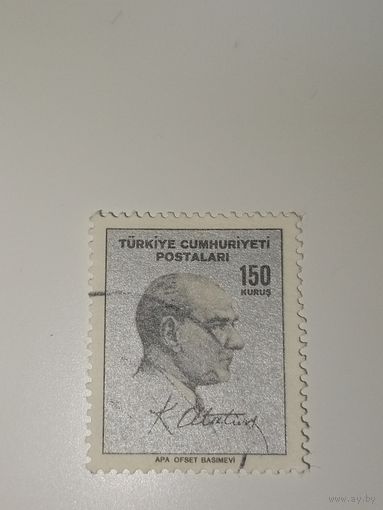 TÜRKİYE CUMHURİYETİ
POSTALARI
150
KURUŞ
K. Atatürk
APA OFSET BASIMEVİ
© www.ay.by